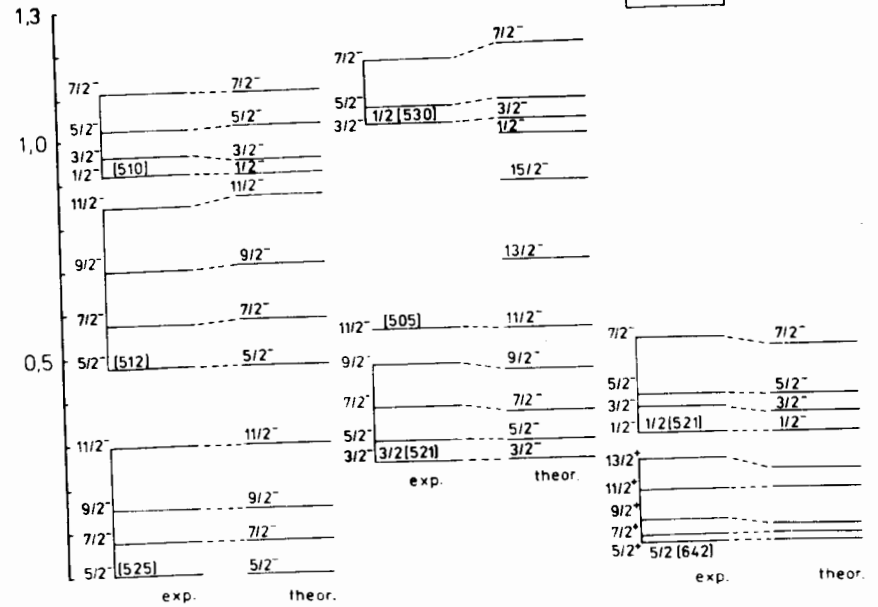 1,3
1,0
0,5
7/2⁻ 7/2⁻
5/2⁻ 5/2⁻
3/2⁻ 3/2⁻
1/2⁻ [510] 1/2⁻
11/2⁻ 11/2⁻
9/2⁻ 9/2⁻
7/2⁻ 7/2⁻
5/2⁻ [512] 5/2⁻
11/2⁻ 11/2⁻
9/2⁻ 9/2⁻
7/2⁻ 7/2⁻
5/2⁻ [525] 5/2⁻
exp. theor.
7/2⁻ 7/2⁻
5/2⁻
1/2 [530] 3/2⁻
3/2⁻ 1/2⁻
15/2⁻
13/2⁻
11/2⁻ [505] 11/2⁻
9/2⁻ 9/2⁻
7/2⁻ 7/2⁻
5/2⁻ 5/2⁻
3/2⁻ 3/2[521] 3/2⁻
exp. theor.
7/2⁻ 7/2⁻
5/2⁻ 5/2⁻
3/2⁻ 3/2⁻
1/2⁻ 1/2[521] 1/2⁻
13/2⁺
11/2⁺
9/2⁺
7/2⁺
5/2⁺ 5/2 [642]
exp. theor.